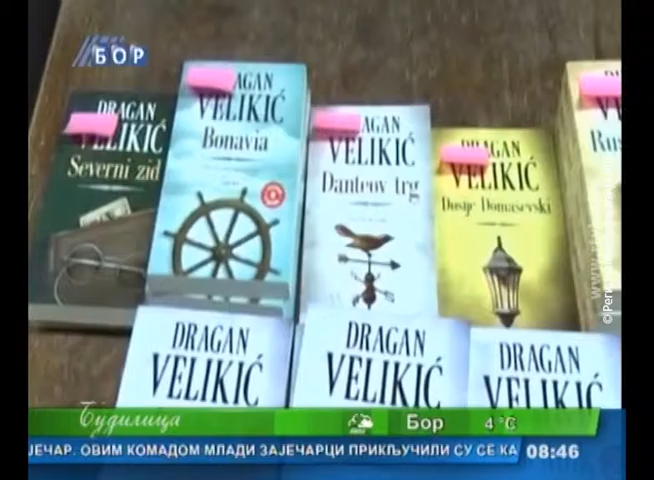 БОР
DRAGAN
VELIKIĆ
Severni zid
DRAGAN
VELIKIĆ
Bonavia
DRAGAN
VELIKIĆ
Danteov trg
DRAGAN
VELIKIĆ
Dosije Domaševski
DRAGAN
VELIKIĆ
DRAGAN
VELIKIĆ
DRAGAN
VELIKIĆ
Будилица
Бор
4°C
ЈЕЧАР. ОВИМ КОМАДОМ МЛАДИ ЗАЈЕЧАРЦИ ПРИКЉУЧИЛИ СУ СЕ КА
08:46